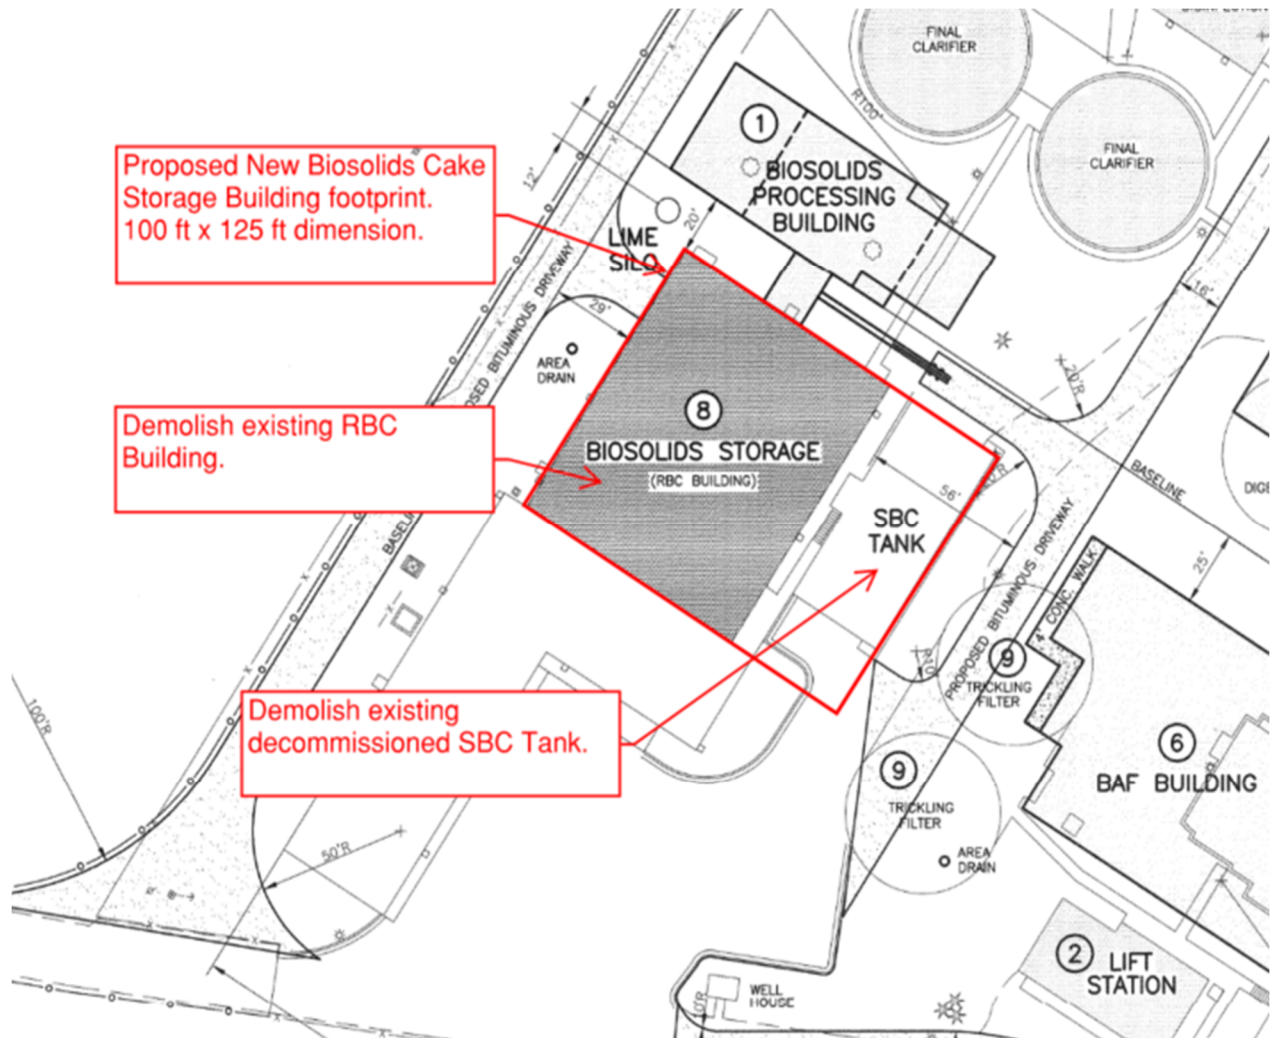 FINAL
CLARIFIER
FINAL
CLARIFIER
R100'
1
BIOSOLIDS
PROCESSING
BUILDING
Proposed New Biosolids Cake
Storage Building footprint.
100 ft x 125 ft dimension.
12'
20'
LIME
SILO
29'
16'
20'R
AREA
DRAIN
BITUMINOUS DRIVEWAY
Demolish existing RBC
Building.
8
BIOSOLIDS STORAGE
(RBC BUILDING)
56'
SBC
TANK
BASELINE
25'
PROPOSED BITUMINOUS DRIVEWAY
4' CONC. WALK
9
TRICKLING
FILTER
Demolish existing
decommissioned SBC Tank.
100'R
6
BAF BUILDING
9
TRICKLING
FILTER
AREA
DRAIN
50'R
2
LIFT
STATION
WELL
HOUSE